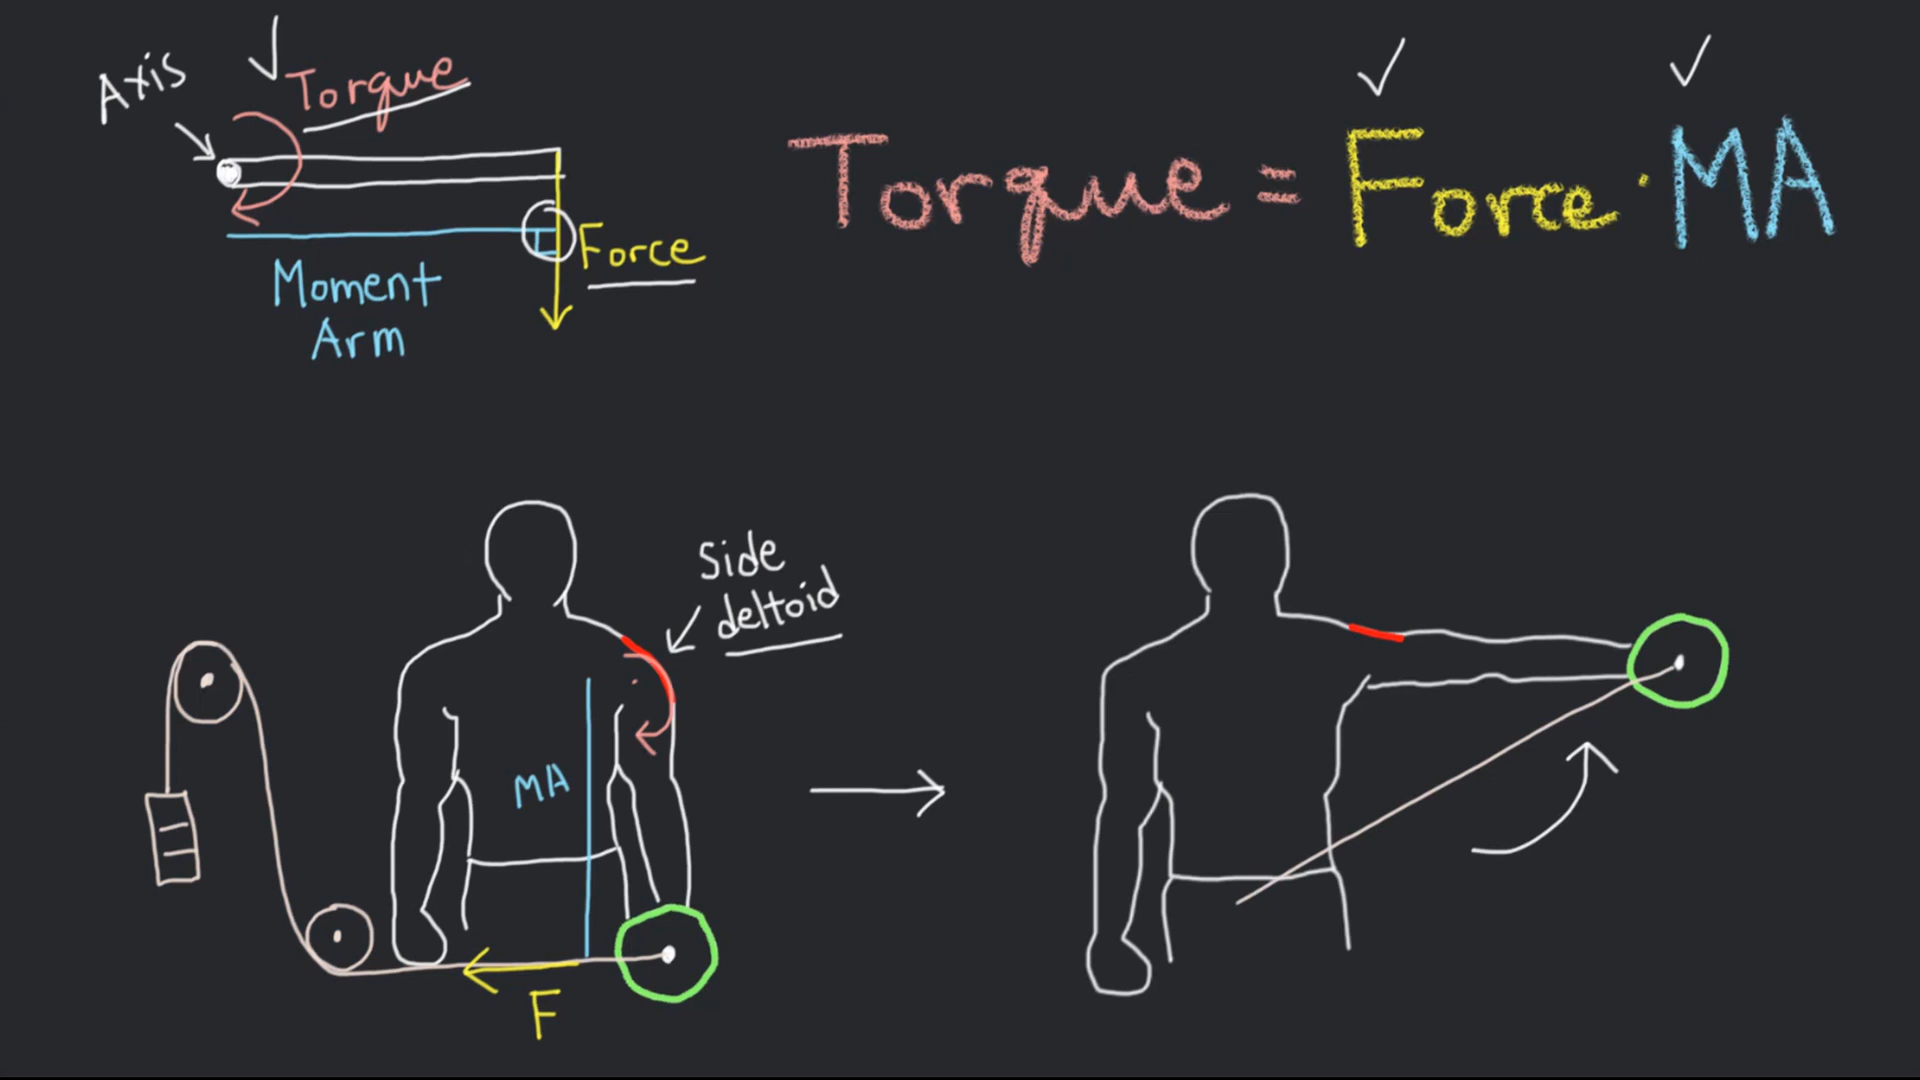 Axis
Torque
Force
Moment
Arm
Torque = Force · MA
Side
deltoid
MA
F